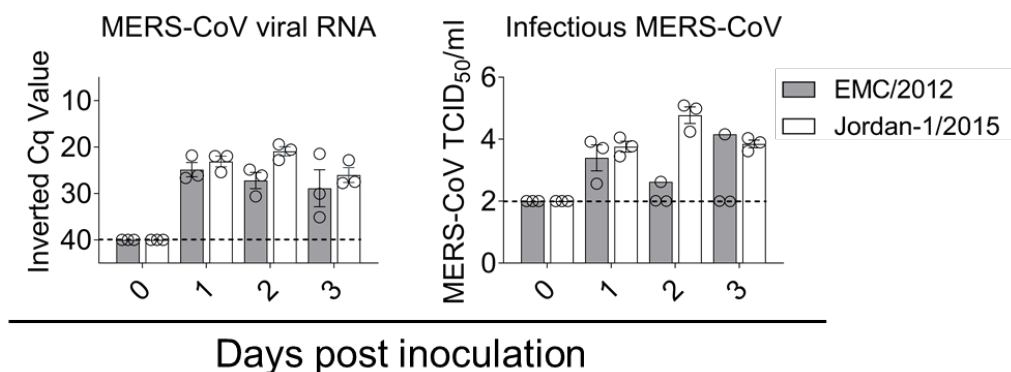 MERS-CoV viral RNA
Inverted Cq Value
10
20
30
40
0 1 2 3
Infectious MERS-CoV
MERS-CoV TCID50/ml
6
4
2
0
0 1 2 3
EMC/2012
Jordan-1/2015
Days post inoculation